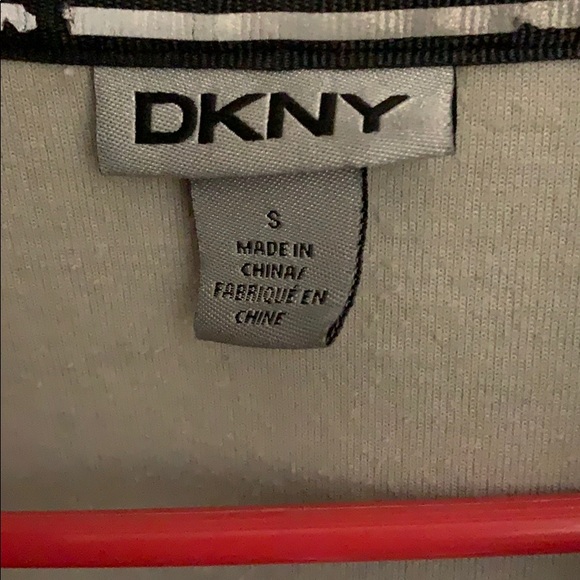 DKNY
S
MADE IN
CHINA/
FABRIQUÉ EN
CHINE